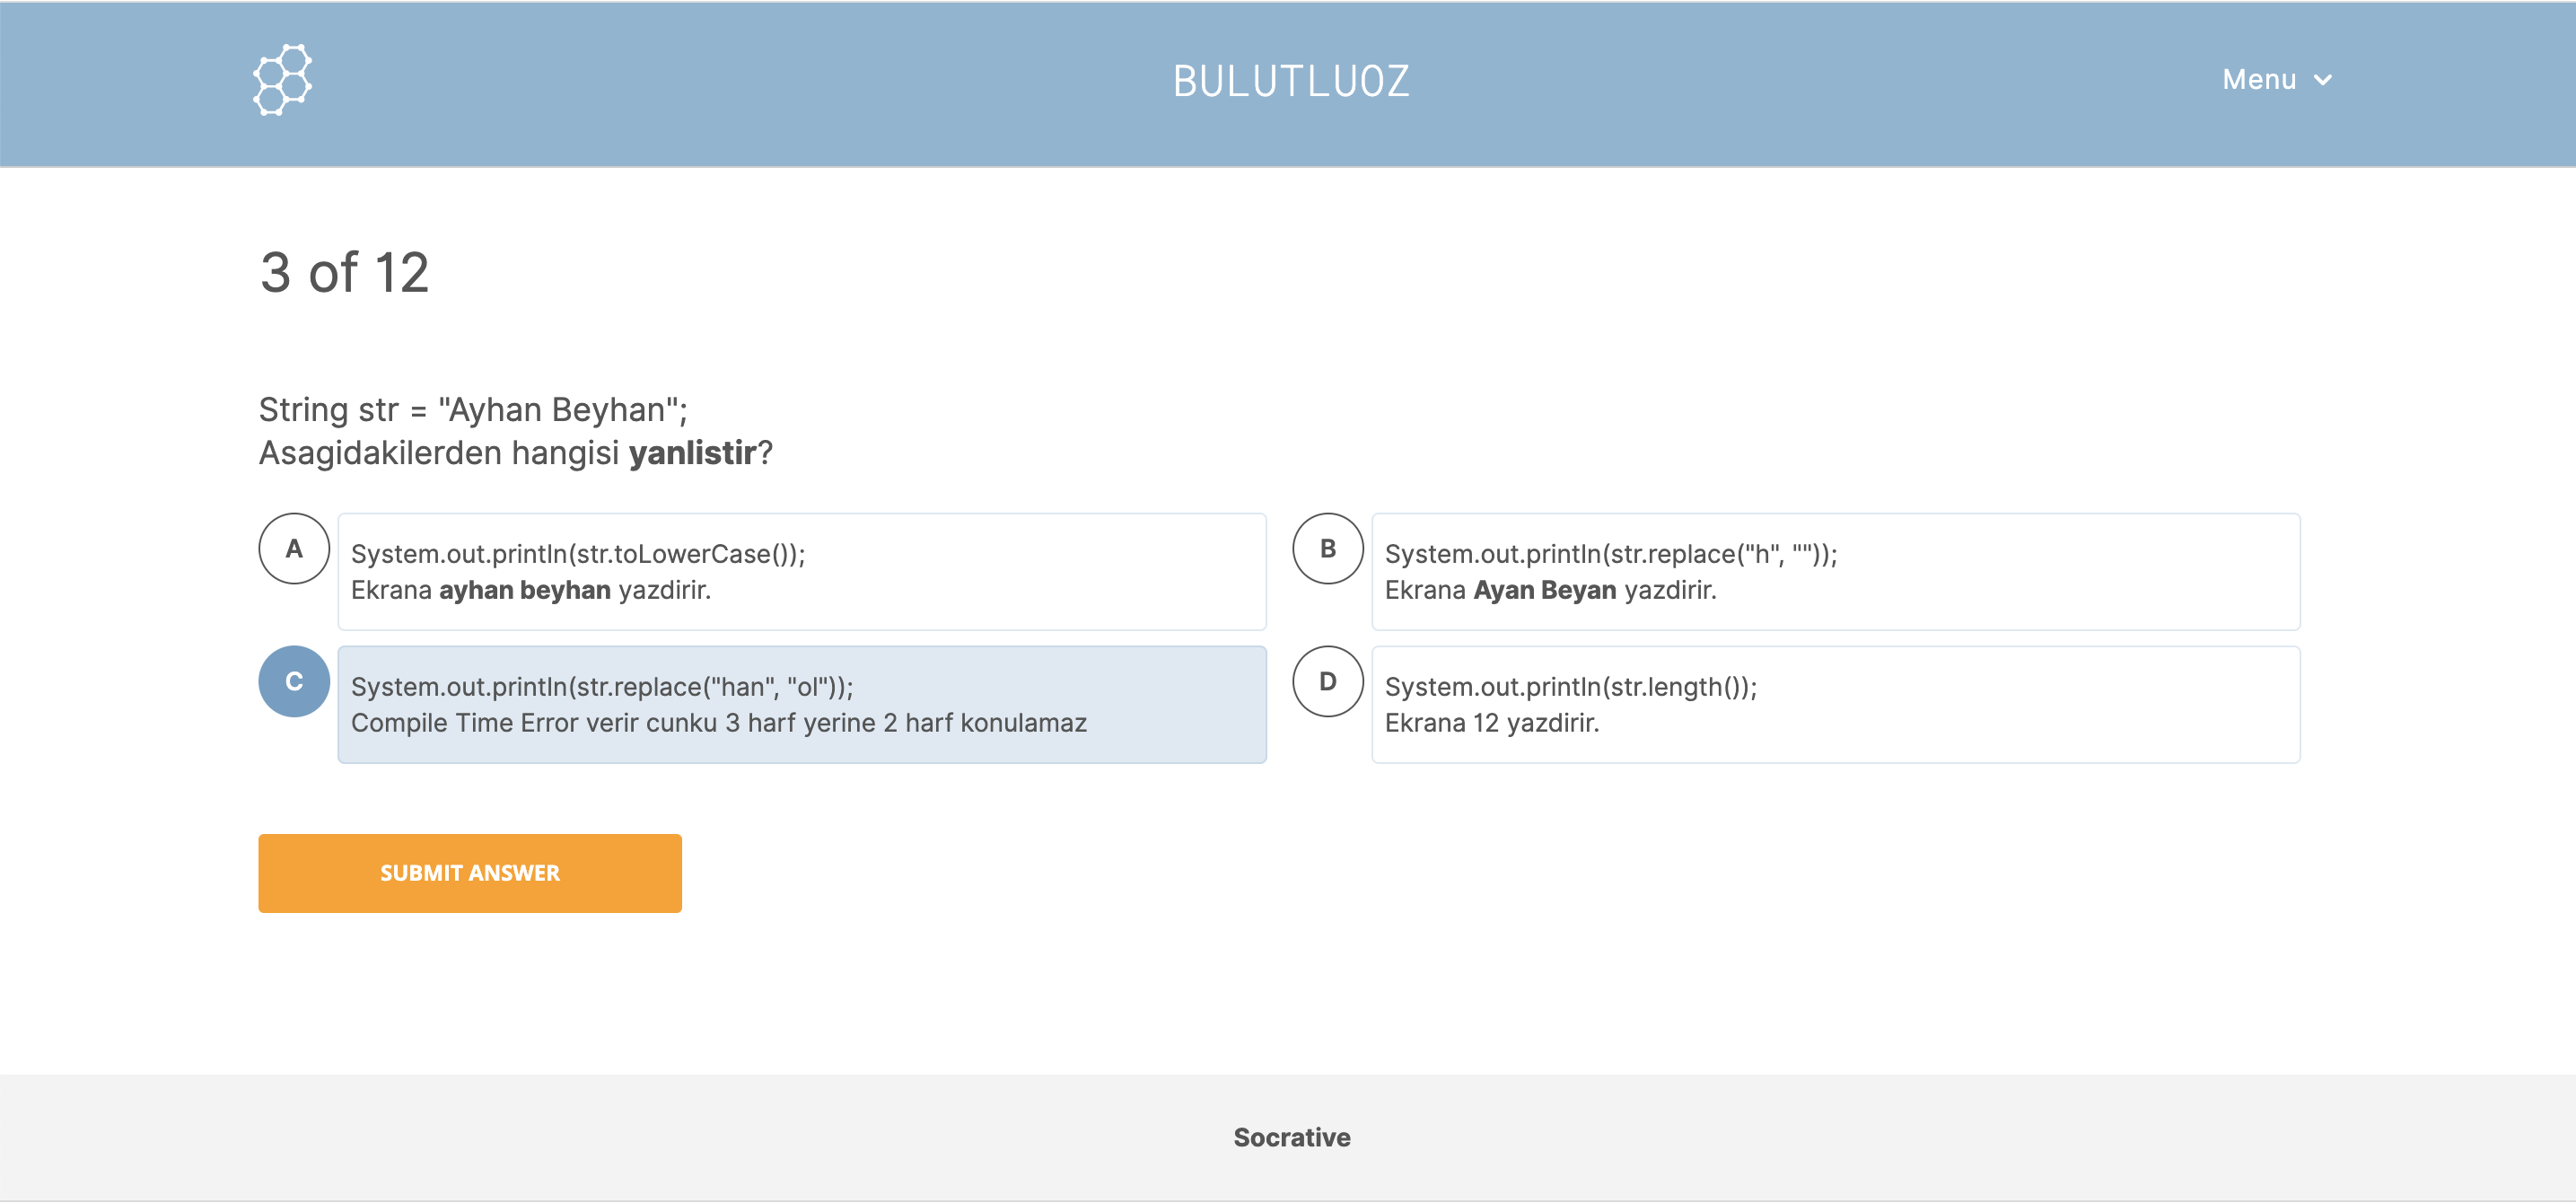 BULUTLUOZ
Menu
3 of 12
String str = "Ayhan Beyhan";
Asagidakilerden hangisi yanlistir?
A
System.out.println(str.toLowerCase());
Ekrana ayhan beyhan yazdirir.
B
System.out.println(str.replace("h", ""));
Ekrana Ayan Beyan yazdirir.
C
System.out.println(str.replace("han", "ol"));
Compile Time Error verir cunku 3 harf yerine 2 harf konulamaz
D
System.out.println(str.length());
Ekrana 12 yazdirir.
SUBMIT ANSWER
Socrative